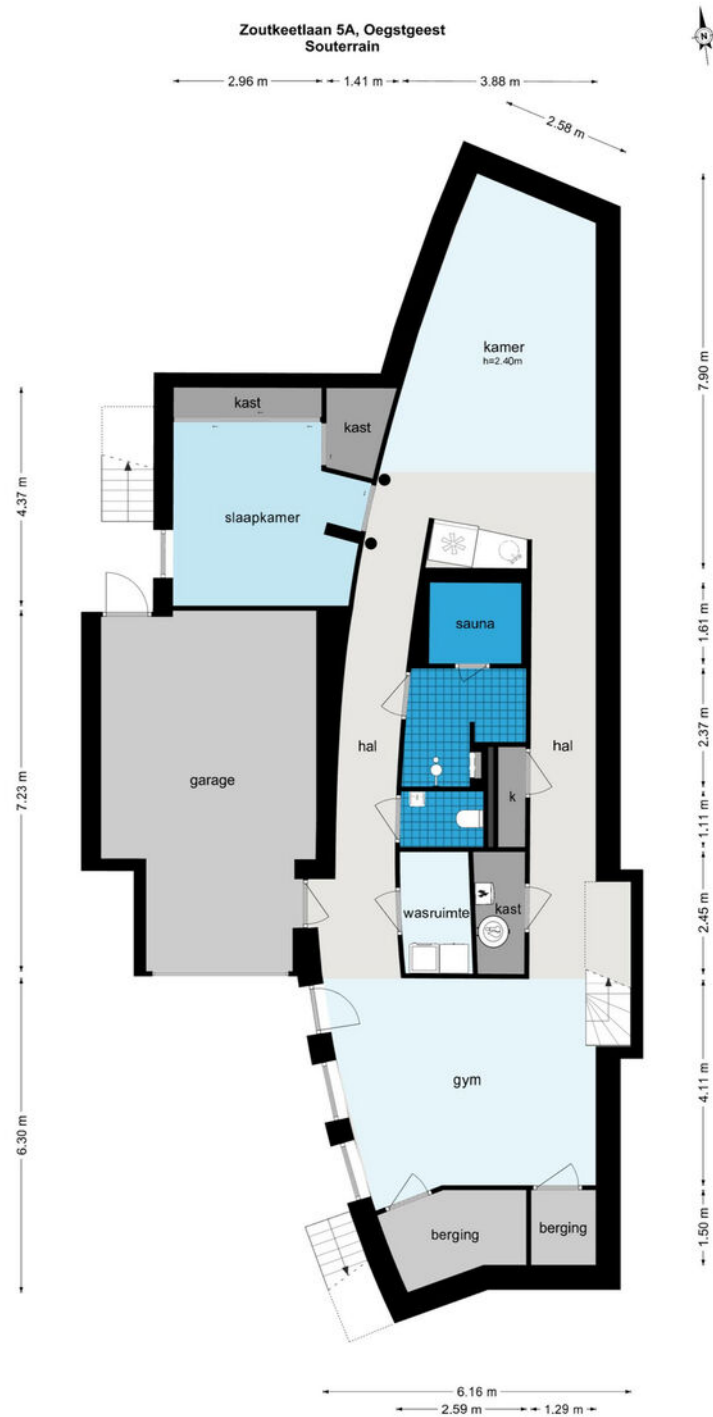 Zoutkeetlaan 5A, Oegstgeest
Souterrain
N
2.96 m
1.41 m
3.88 m
2.58 m
kamer
h=2.40m
7.90 m
kast
kast
4.37 m
slaapkamer
sauna
1.61 m
hal
hal
2.37 m
garage
7.23 m
k
1.11 m
wasruimte
kast
2.45 m
gym
4.11 m
6.30 m
berging
berging
1.50 m
6.16 m
2.59 m
1.29 m